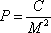 P = C / M²